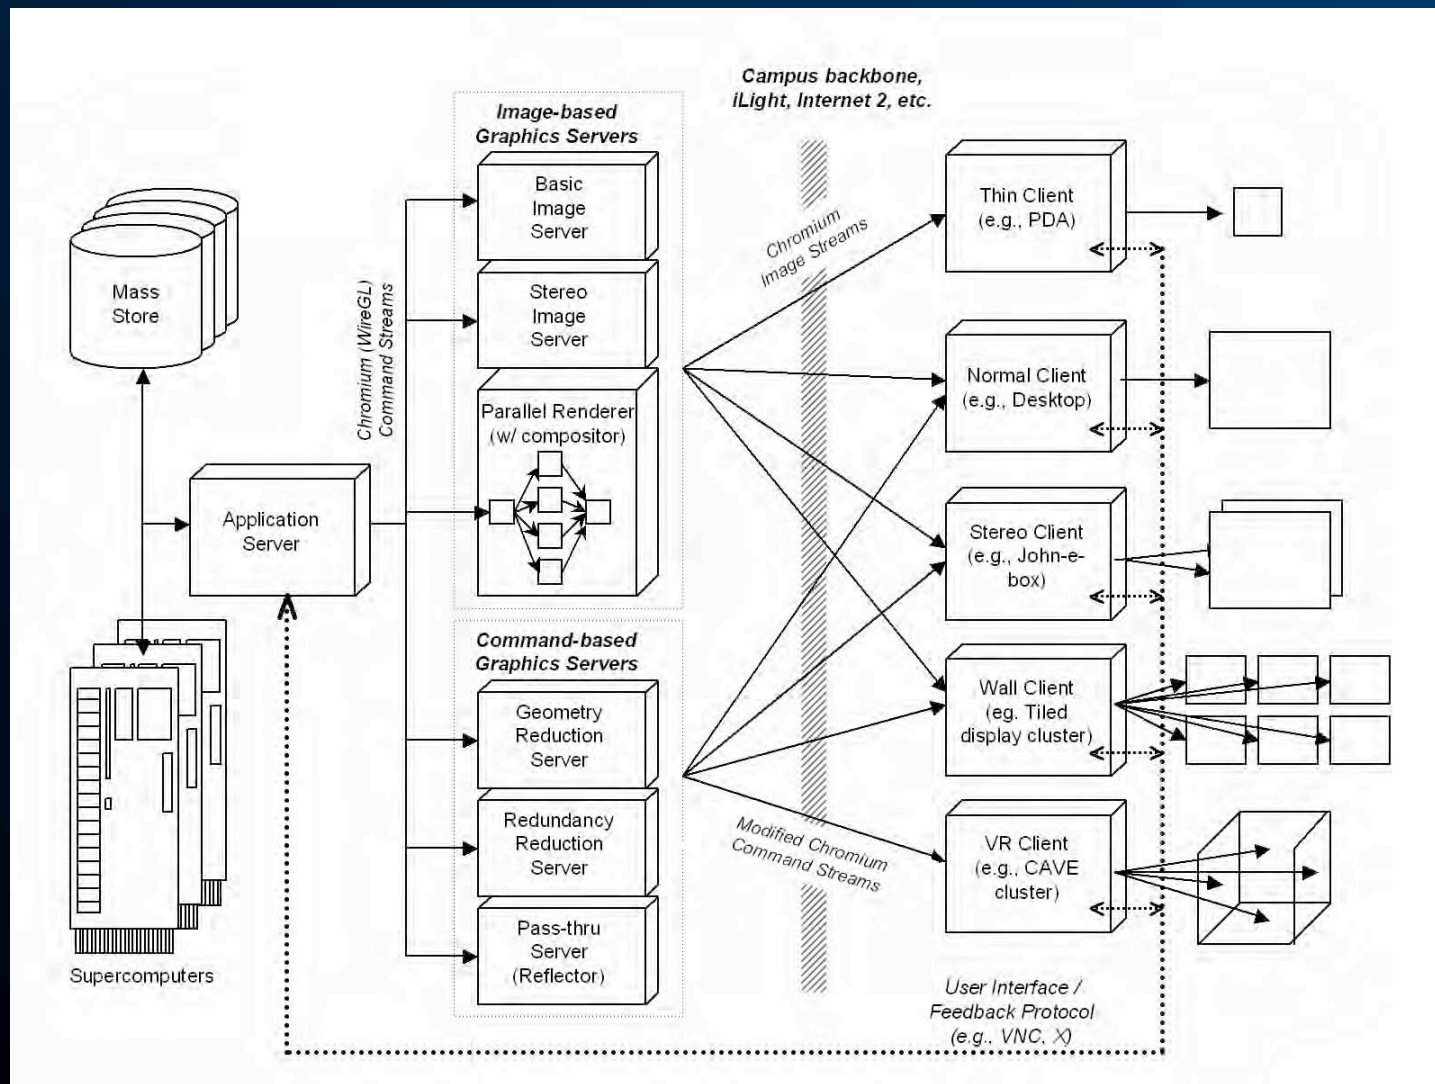 Campus backbone,
iLight, Internet 2, etc.
Image-based
Graphics Servers
Basic
Image
Server
Stereo
Image
Server
Parallel Renderer
(w/ compositor)
Mass
Store
Chromium (WireGL)
Command Streams
Application
Server
Supercomputers
Command-based
Graphics Servers
Geometry
Reduction
Server
Redundancy
Reduction
Server
Pass-thru
Server
(Reflector)
Chromium
Image Streams
Modified Chromium
Command Streams
Thin Client
(e.g., PDA)
Normal Client
(e.g., Desktop)
Stereo Client
(e.g., John-e-
box)
Wall Client
(eg. Tiled
display cluster)
VR Client
(e.g., CAVE
cluster)
User Interface /
Feedback Protocol
(e.g., VNC, X)